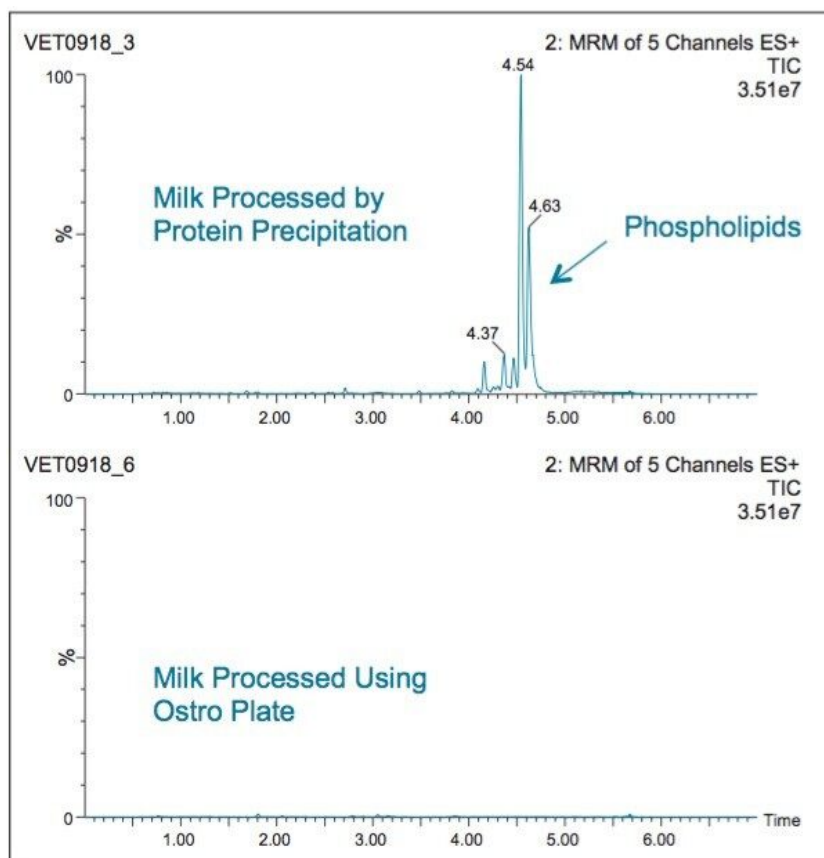 VET0918_3
2: MRM of 5 Channels ES+
TIC
3.51e7
100
%
0
4.54
4.63
4.37
Milk Processed by
Protein Precipitation
Phospholipids
1.00 2.00 3.00 4.00 5.00 6.00
VET0918_6
2: MRM of 5 Channels ES+
TIC
3.51e7
100
%
0
Milk Processed Using
Ostro Plate
Time
1.00 2.00 3.00 4.00 5.00 6.00